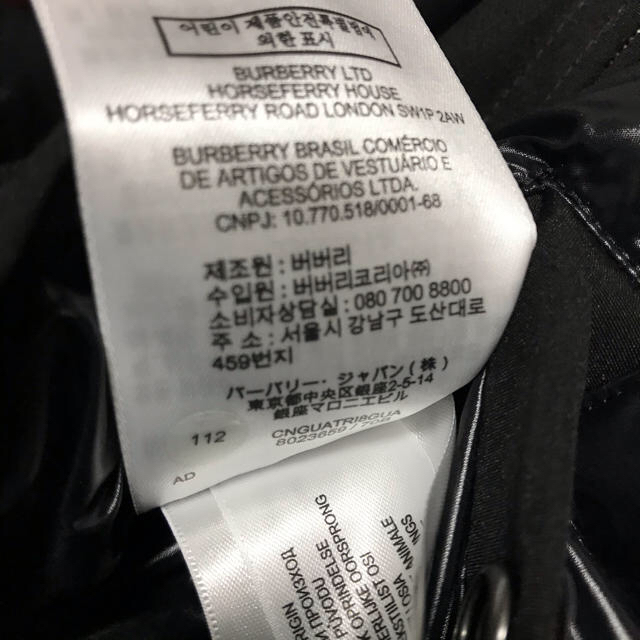 어린이 제품안전특별법에
의한 표시
BURBERRY LTD
HORSEFERRY HOUSE
HORSEFERRY ROAD LONDON SW1P 2AW
BURBERRY BRASIL COMÉRCIO
DE ARTIGOS DE VESTUÁRIO E
ACESSÓRIOS LTDA.
CNPJ: 10.770.518/0001-68
제조원 : 버버리
수입원 : 버버리코리아(주)
소비자상담실 : 080 700 8800
주 소 : 서울시 강남구 도산대로
459번지
バーバリー・ジャパン(株)
東京都中央区銀座2-5-14
銀座マロニエビル
112
CNGUATRI8GUA
AD